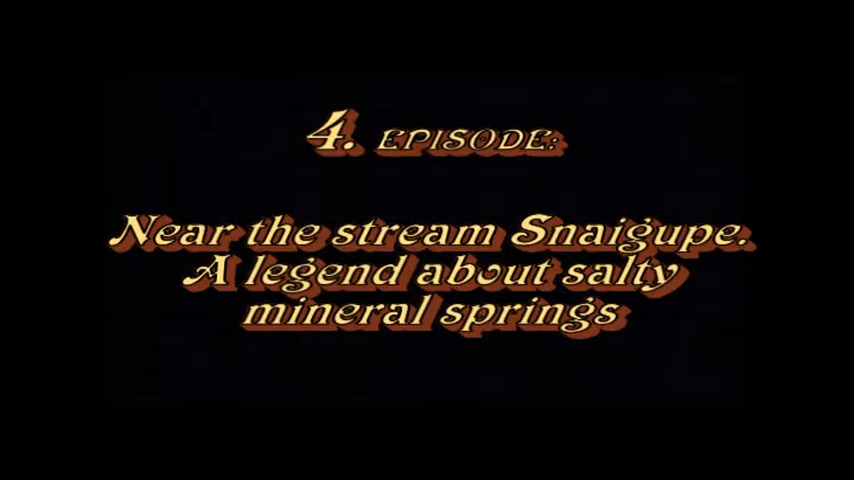 4. EPISODE:
Near the stream Snaigupe.
A legend about salty
mineral springs